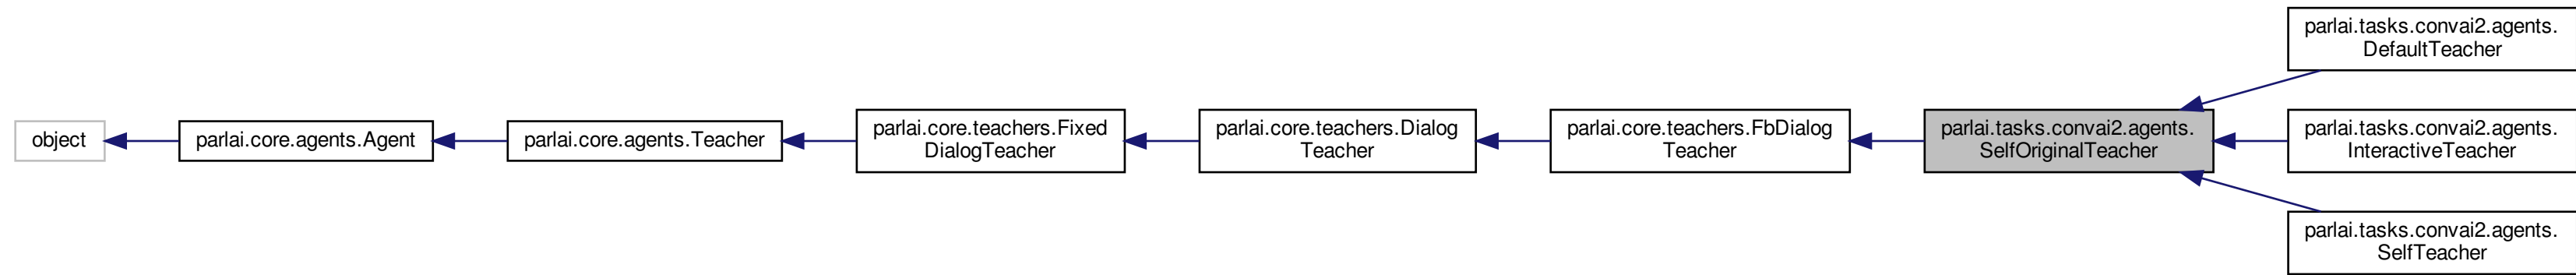 object
parlai.core.agents.Agent
parlai.core.agents.Teacher
parlai.core.teachers.Fixed
DialogTeacher
parlai.core.teachers.Dialog
Teacher
parlai.core.teachers.FbDialog
Teacher
parlai.tasks.convai2.agents.
SelfOriginalTeacher
parlai.tasks.convai2.agents.
DefaultTeacher
parlai.tasks.convai2.agents.
InteractiveTeacher
parlai.tasks.convai2.agents.
SelfTeacher